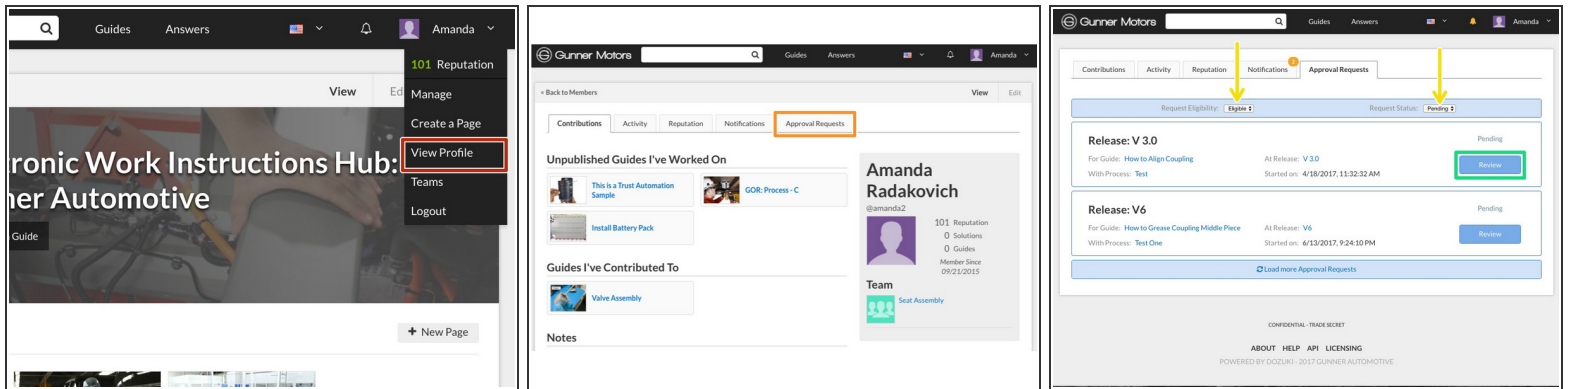 Guides Answers Amanda
101 Reputation
View Ed Manage
Create a Page
View Profile
Teams
Logout
tronic Work Instructions Hub:
ner Automotive
Guide
+ New Page
Gunner Motors Guides Answers Amanda
« Back to Members View Edit
Contributions Activity Reputation Notifications Approval Requests
Unpublished Guides I've Worked On
This is a Trust Automation
Sample
GOR: Process - C
Install Battery Pack
Guides I've Contributed To
Valve Assembly
Notes
Amanda
Radakovich
@amanda2
101 Reputation
0 Solutions
0 Guides
Member Since
09/21/2015
Team
Seat Assembly
Gunner Motors Guides Answers Amanda
Contributions Activity Reputation Notifications Approval Requests
Request Eligibility: Eligible Request Status: Pending
Release: V 3.0 Pending
For Guide: How to Align Coupling At Release: V 3.0 Review
With Process: Test Started on: 4/18/2017, 11:32:32 AM
Release: V6 Pending
For Guide: How to Grease Coupling Middle Piece At Release: V6 Review
With Process: Test One Started on: 6/13/2017, 9:24:10 PM
Load more Approval Requests
CONFIDENTIAL - TRADE SECRET
ABOUT HELP API LICENSING
POWERED BY DOZUKI - 2017 GUNNER AUTOMOTIVE